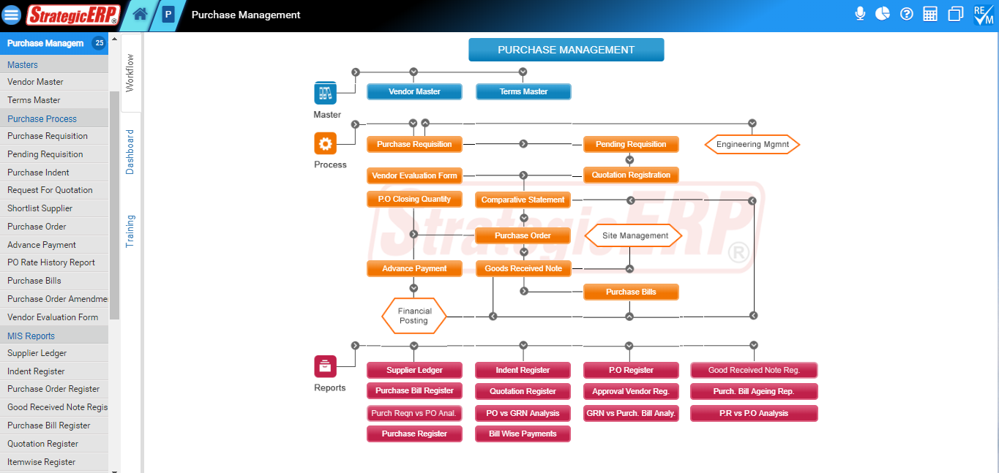 StrategicERP®
P
Purchase Management
RE
M
Purchase Managem 25
Masters
Vendor Master
Terms Master
Purchase Process
Purchase Requisition
Pending Requisition
Purchase Indent
Request For Quotation
Shortlist Supplier
Purchase Order
Advance Payment
PO Rate History Report
Purchase Bills
Purchase Order Amendme
Vendor Evaluation Form
MIS Reports
Supplier Ledger
Indent Register
Purchase Order Register
Good Received Note Regis
Purchase Bill Register
Quotation Register
Itemwise Register
Workflow
Dashboard
Training
PURCHASE MANAGEMENT
Master
Vendor Master
Terms Master
Process
Purchase Requisition
Pending Requisition
Engineering Mgmnt
Vendor Evaluation Form
Quotation Registration
P.O Closing Quantity
Comparative Statement
Purchase Order
Site Management
Advance Payment
Goods Received Note
Purchase Bills
Financial
Posting
StrategicERP®
Reports
Supplier Ledger
Indent Register
P.O Register
Good Received Note Reg.
Purchase Bill Register
Quotation Register
Approval Vendor Reg.
Purch. Bill Ageing Rep.
Purch Reqn vs PO Anal.
PO vs GRN Analysis
GRN vs Purch. Bill Analy.
P.R vs P.O Analysis
Purchase Register
Bill Wise Payments